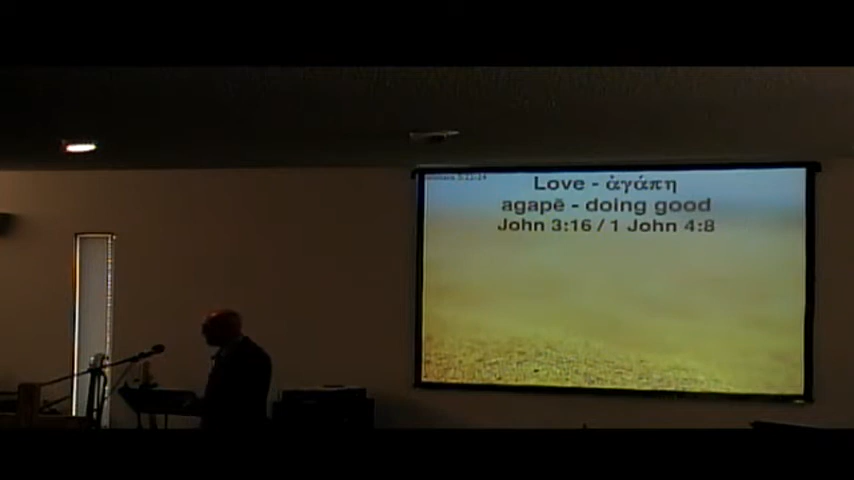 Love - ἀγάπη
agapē - doing good
John 3:16 / 1 John 4:8